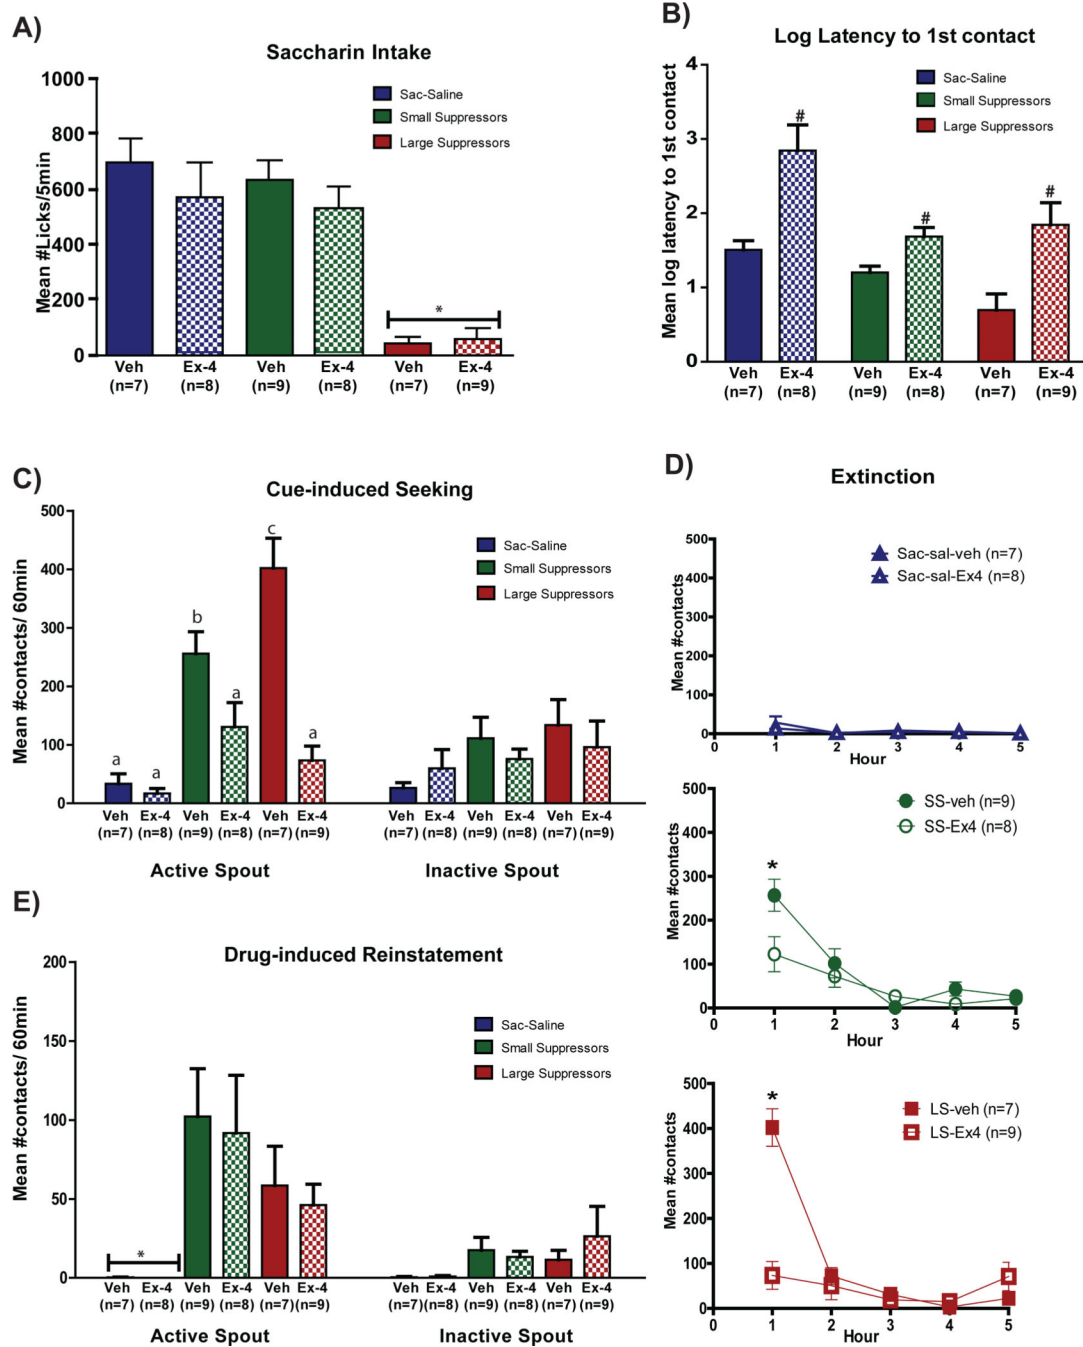 A)
Saccharin Intake
Mean #Licks/5min
1000
800
600
400
200
0
Sac-Saline
Small Suppressors
Large Suppressors
*
Veh Ex-4 Veh Ex-4 Veh Ex-4
(n=7) (n=8) (n=9) (n=8) (n=7) (n=9)
B)
Log Latency to 1st contact
Mean log latency to 1st contact
4
3
2
1
0
Sac-Saline
Small Suppressors
Large Suppressors
# # #
Veh Ex-4 Veh Ex-4 Veh Ex-4
(n=7) (n=8) (n=9) (n=8) (n=7) (n=9)
C)
Cue-induced Seeking
Mean #contacts/ 60min
500
400
300
200
100
0
Sac-Saline
Small Suppressors
Large Suppressors
a a b a c a
Veh Ex-4 Veh Ex-4 Veh Ex-4 Veh Ex-4 Veh Ex-4 Veh Ex-4
(n=7) (n=8) (n=9) (n=8) (n=7) (n=9) (n=7) (n=8) (n=9) (n=8) (n=7) (n=9)
Active Spout Inactive Spout
D)
Extinction
Mean #contacts
500
400
300
200
100
0
Sac-sal-veh (n=7)
Sac-sal-Ex4 (n=8)
0 1 2 3 4 5
Hour
Mean #contacts
500
400
300
200
100
0
SS-veh (n=9)
SS-Ex4 (n=8)
*
0 1 2 3 4 5
Hour
Mean #contacts
500
400
300
200
100
0
LS-veh (n=7)
LS-Ex4 (n=9)
*
0 1 2 3 4 5
Hour
E)
Drug-induced Reinstatement
Mean #contacts/ 60min
200
150
100
50
0
Sac-Saline
Small Suppressors
Large Suppressors
*
Veh Ex-4 Veh Ex-4 Veh Ex-4 Veh Ex-4 Veh Ex-4 Veh Ex-4
(n=7) (n=8) (n=9) (n=8) (n=7) (n=9) (n=7) (n=8) (n=9) (n=8) (n=7) (n=9)
Active Spout Inactive Spout